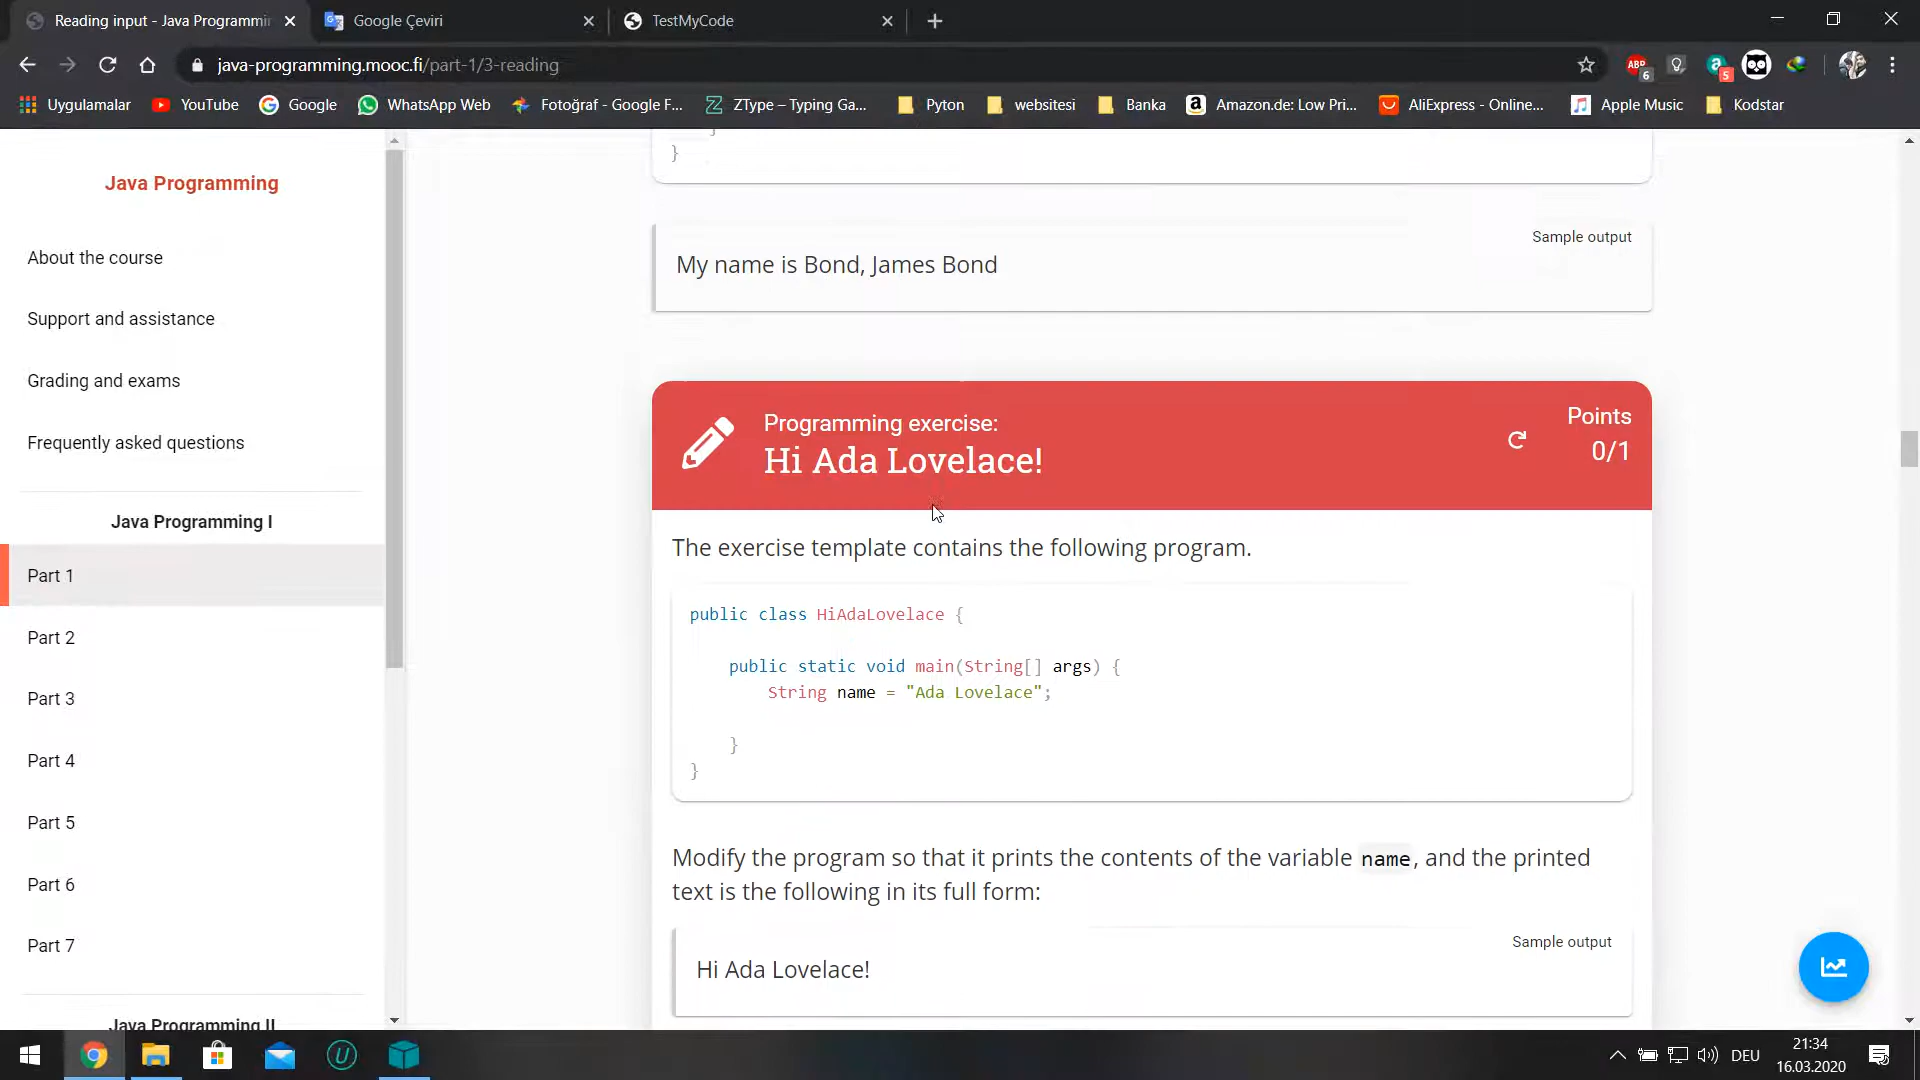 Reading input - Java Programmin
Google Çeviri
TestMyCode
java-programming.mooc.fi/part-1/3-reading
ABP
6
5
Uygulamalar
YouTube
Google
WhatsApp Web
Fotoğraf - Google F...
ZType – Typing Ga...
Pyton
websitesi
Banka
Amazon.de: Low Pri...
AliExpress - Online...
Apple Music
Kodstar
Java Programming
About the course
Support and assistance
Grading and exams
Frequently asked questions
Java Programming I
Part 1
Part 2
Part 3
Part 4
Part 5
Part 6
Part 7
Java Programming II
}
}
Sample output
My name is Bond, James Bond
Programming exercise:
Hi Ada Lovelace!
Points
0/1
The exercise template contains the following program.
public class HiAdaLovelace {
public static void main(String[] args) {
String name = "Ada Lovelace";
}
}
Modify the program so that it prints the contents of the variable name, and the printed
text is the following in its full form:
Sample output
Hi Ada Lovelace!
DEU
21:34
16.03.2020